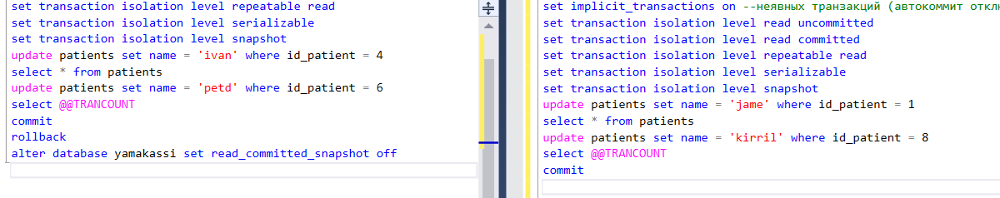 set transaction isolation level repeatable read
set transaction isolation level serializable
set transaction isolation level snapshot
update patients set name = 'ivan' where id_patient = 4
select * from patients
update patients set name = 'petd' where id_patient = 6
select @@TRANCOUNT
commit
rollback
alter database yamakassi set read_committed_snapshot off
set implicit_transactions on --неявных транзакций (автокоммит
set transaction isolation level read uncommitted
set transaction isolation level read committed
set transaction isolation level repeatable read
set transaction isolation level serializable
set transaction isolation level snapshot
update patients set name = 'jame' where id_patient = 1
select * from patients
update patients set name = 'kirril' where id_patient = 8
select @@TRANCOUNT
commit